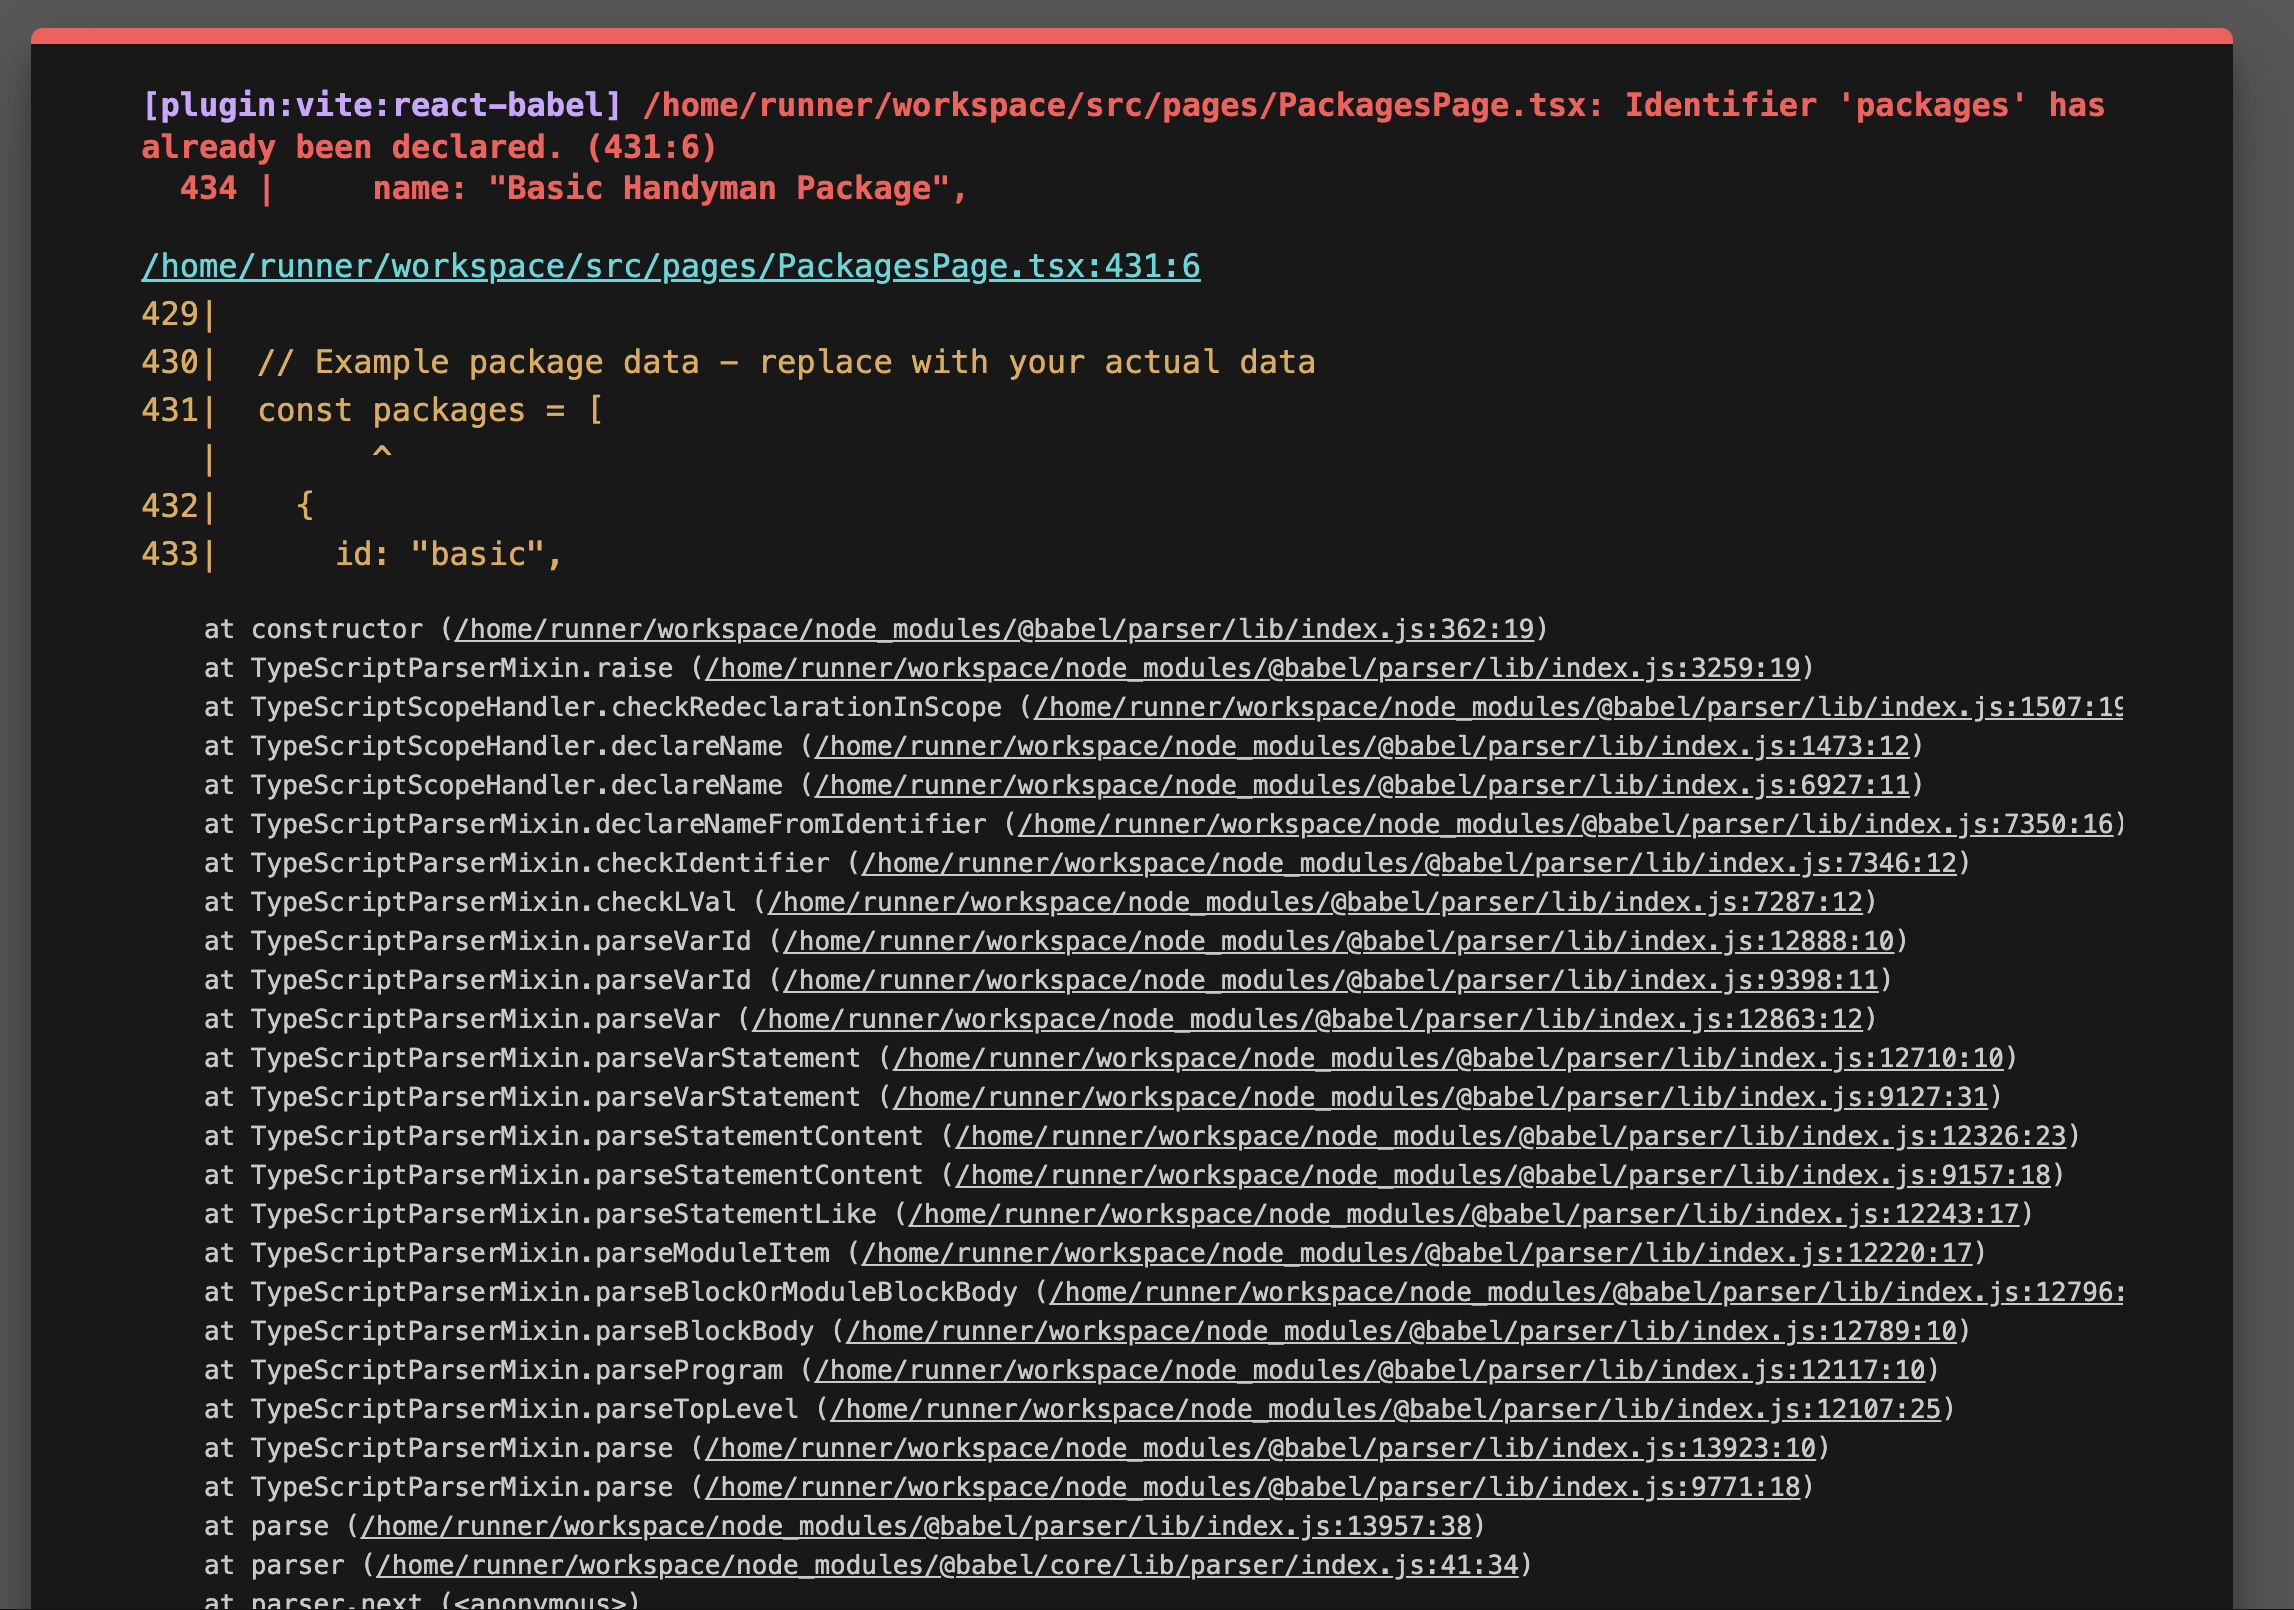 [plugin:vite:react-babel] /home/runner/workspace/src/pages/PackagesPage.tsx: Identifier 'packages' has
already been declared. (431:6)
  434 |     name: "Basic Handyman Package",
/home/runner/workspace/src/pages/PackagesPage.tsx:431:6
429|
430|  // Example package data – replace with your actual data
431|  const packages = [
   |        ^
432|    {
433|      id: "basic",
at constructor (/home/runner/workspace/node_modules/@babel/parser/lib/index.js:362:19)
at TypeScriptParserMixin.raise (/home/runner/workspace/node_modules/@babel/parser/lib/index.js:3259:19)
at TypeScriptScopeHandler.checkRedeclarationInScope (/home/runner/workspace/node_modules/@babel/parser/lib/index.js:1507:19
at TypeScriptScopeHandler.declareName (/home/runner/workspace/node_modules/@babel/parser/lib/index.js:1473:12)
at TypeScriptScopeHandler.declareName (/home/runner/workspace/node_modules/@babel/parser/lib/index.js:6927:11)
at TypeScriptParserMixin.declareNameFromIdentifier (/home/runner/workspace/node_modules/@babel/parser/lib/index.js:7350:16)
at TypeScriptParserMixin.checkIdentifier (/home/runner/workspace/node_modules/@babel/parser/lib/index.js:7346:12)
at TypeScriptParserMixin.checkLVal (/home/runner/workspace/node_modules/@babel/parser/lib/index.js:7287:12)
at TypeScriptParserMixin.parseVarId (/home/runner/workspace/node_modules/@babel/parser/lib/index.js:12888:10)
at TypeScriptParserMixin.parseVarId (/home/runner/workspace/node_modules/@babel/parser/lib/index.js:9398:11)
at TypeScriptParserMixin.parseVar (/home/runner/workspace/node_modules/@babel/parser/lib/index.js:12863:12)
at TypeScriptParserMixin.parseVarStatement (/home/runner/workspace/node_modules/@babel/parser/lib/index.js:12710:10)
at TypeScriptParserMixin.parseVarStatement (/home/runner/workspace/node_modules/@babel/parser/lib/index.js:9127:31)
at TypeScriptParserMixin.parseStatementContent (/home/runner/workspace/node_modules/@babel/parser/lib/index.js:12326:23)
at TypeScriptParserMixin.parseStatementContent (/home/runner/workspace/node_modules/@babel/parser/lib/index.js:9157:18)
at TypeScriptParserMixin.parseStatementLike (/home/runner/workspace/node_modules/@babel/parser/lib/index.js:12243:17)
at TypeScriptParserMixin.parseModuleItem (/home/runner/workspace/node_modules/@babel/parser/lib/index.js:12220:17)
at TypeScriptParserMixin.parseBlockOrModuleBlockBody (/home/runner/workspace/node_modules/@babel/parser/lib/index.js:12796:
at TypeScriptParserMixin.parseBlockBody (/home/runner/workspace/node_modules/@babel/parser/lib/index.js:12789:10)
at TypeScriptParserMixin.parseProgram (/home/runner/workspace/node_modules/@babel/parser/lib/index.js:12117:10)
at TypeScriptParserMixin.parseTopLevel (/home/runner/workspace/node_modules/@babel/parser/lib/index.js:12107:25)
at TypeScriptParserMixin.parse (/home/runner/workspace/node_modules/@babel/parser/lib/index.js:13923:10)
at TypeScriptParserMixin.parse (/home/runner/workspace/node_modules/@babel/parser/lib/index.js:9771:18)
at parse (/home/runner/workspace/node_modules/@babel/parser/lib/index.js:13957:38)
at parser (/home/runner/workspace/node_modules/@babel/core/lib/parser/index.js:41:34)
at parser.next (<anonymous>)